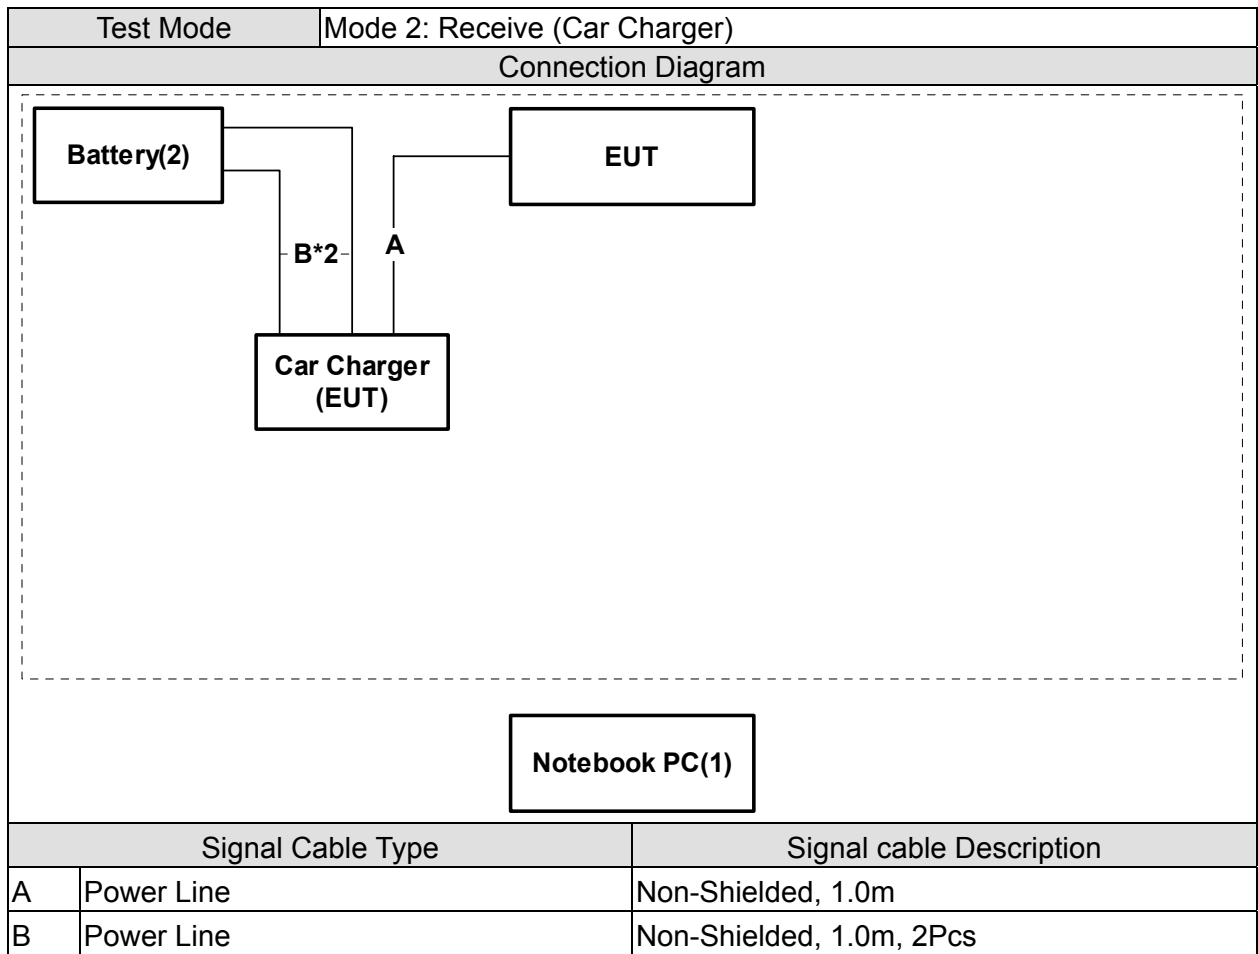 Test Mode Mode 2: Receive (Car Charger)
Connection Diagram
Battery(2)
EUT
B*2
A
Car Charger
(EUT)
Notebook PC(1)
Signal Cable Type Signal cable Description
A Power Line Non-Shielded, 1.0m
B Power Line Non-Shielded, 1.0m, 2Pcs